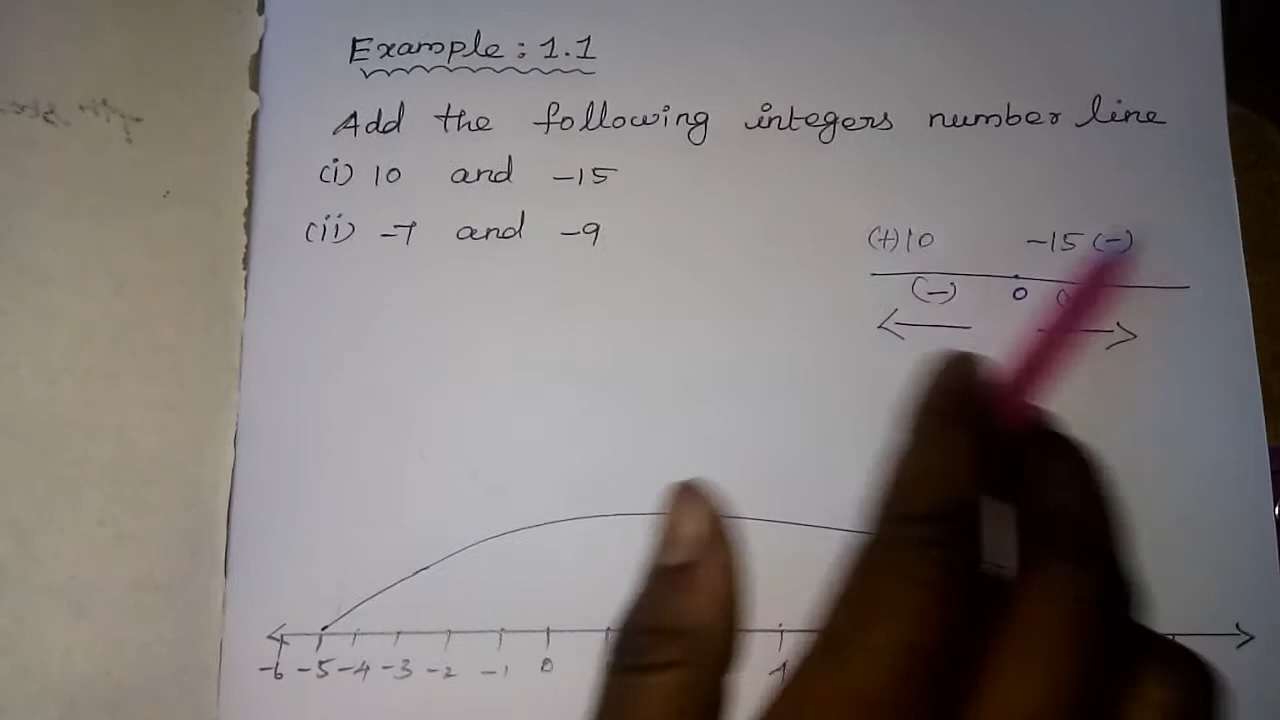 Example: 1.1
Add the following integers number line
(i) 10 and -15
(ii) -7 and -9
(+)10 -15 (-)
(-) 0
-6 -5 -4 -3 -2 -1 0 4